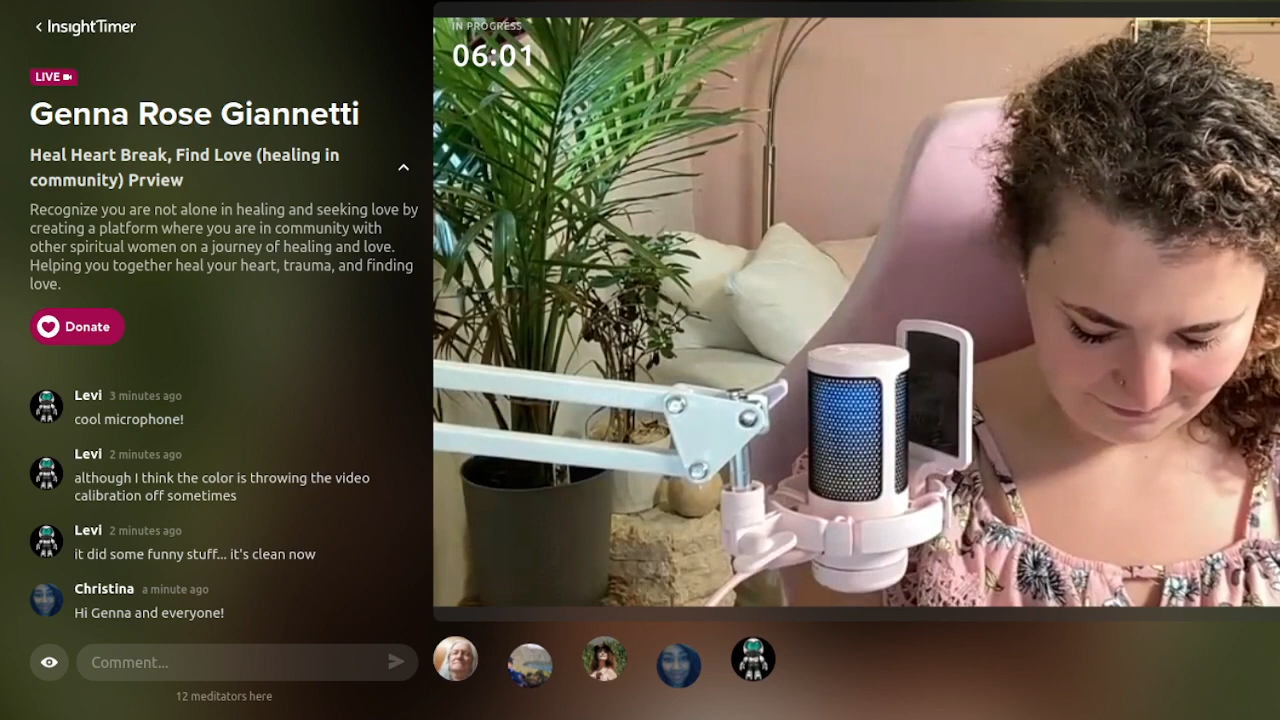 InsightTimer
LIVE
Genna Rose Giannetti
Heal Heart Break, Find Love (healing in
community) Prview
Recognize you are not alone in healing and seeking love by
creating a platform where you are in community with
other spiritual women on a journey of healing and love.
Helping you together heal your heart, trauma, and finding
love.
Donate
Levi 3 minutes ago
cool microphone!
Levi 2 minutes ago
although I think the color is throwing the video
calibration off sometimes
Levi 2 minutes ago
it did some funny stuff... it's clean now
Christina a minute ago
Hi Genna and everyone!
Comment...
12 meditators here
IN PROGRESS
06:01